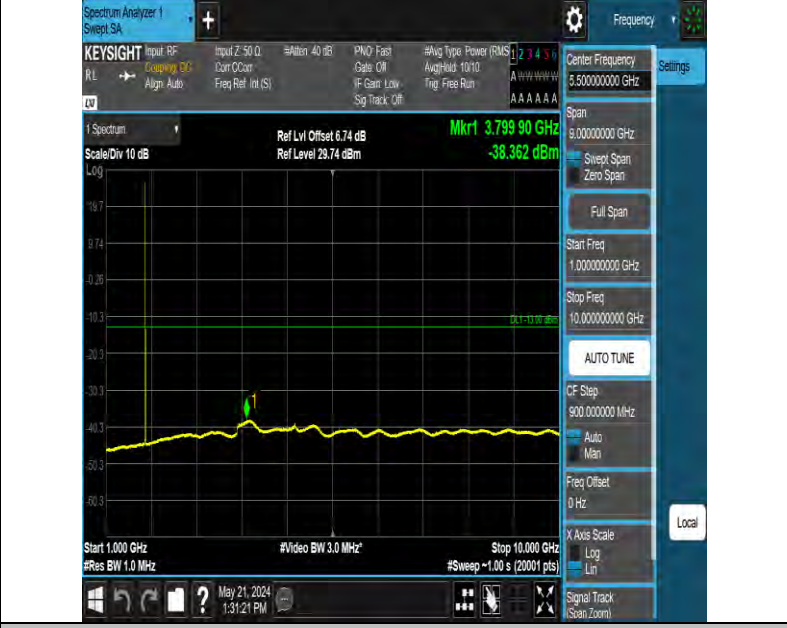 Spectrum Analyzer 1
Swept SA
+
Frequency
KEYSIGHT
RL
LXI
Input: RF
Coupling: DC
Align: Auto
Input Z: 50 Ω
Corr CCorr
Freq Ref: Int (S)
#Atten: 40 dB
PNO: Fast
Gate: Off
IF Gain: Low
Sig Track: Off
#Avg Type: Power (RMS
Avg|Hold: 10/10
Trig: Free Run
1 2 3 4 5 6
A W W W W W
A A A A A A
1 Spectrum
Scale/Div 10 dB
Log
Ref Lvl Offset 6.74 dB
Ref Level 29.74 dBm
Mkr1 3.799 90 GHz
-38.362 dBm
19.7
9.74
-0.26
-10.3
-20.3
-30.3
-40.3
-50.3
-60.3
DL1 -13.00 dBm
1
Start 1.000 GHz
#Res BW 1.0 MHz
#Video BW 3.0 MHz*
Stop 10.000 GHz
#Sweep ~1.00 s (20001 pts)
?
May 21, 2024
1:31:21 PM
Center Frequency
5.500000000 GHz
Settings
Span
9.00000000 GHz
Swept Span
Zero Span
Full Span
Start Freq
1.000000000 GHz
Stop Freq
10.000000000 GHz
AUTO TUNE
CF Step
900.000000 MHz
Auto
Man
Freq Offset
0 Hz
X Axis Scale
Log
Lin
Signal Track
(Span Zoom)
Local